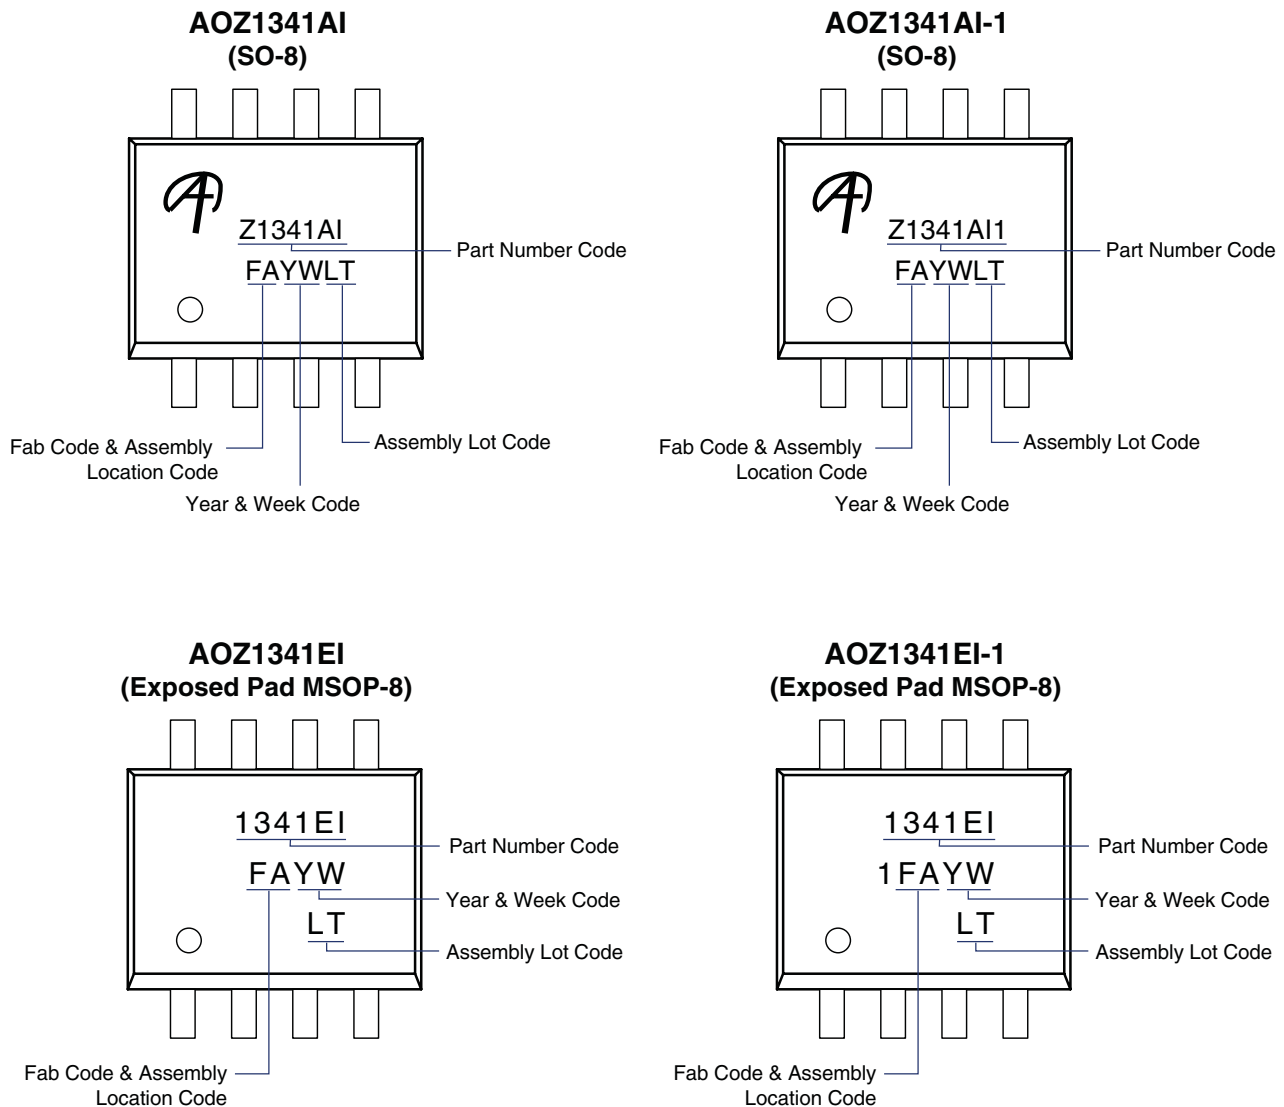 AOZ1341AI
(SO-8)
Z1341AI
Part Number Code
FAYWLT
Fab Code & Assembly
Location Code
Assembly Lot Code
Year & Week Code
AOZ1341AI-1
(SO-8)
Z1341AI1
Part Number Code
FAYWLT
Fab Code & Assembly
Location Code
Assembly Lot Code
Year & Week Code
AOZ1341EI
(Exposed Pad MSOP-8)
1341EI
Part Number Code
FAYW
Year & Week Code
LT
Assembly Lot Code
Fab Code & Assembly
Location Code
AOZ1341EI-1
(Exposed Pad MSOP-8)
1341EI
Part Number Code
1FAYW
Year & Week Code
LT
Assembly Lot Code
Fab Code & Assembly
Location Code